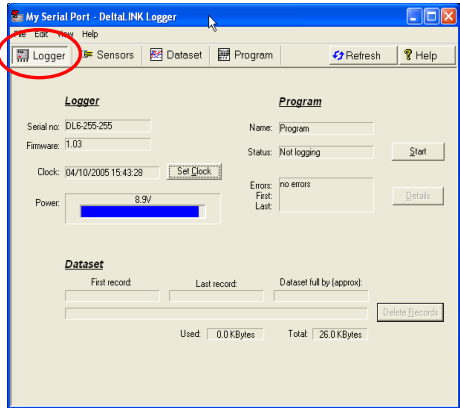 My Serial Port - DeltaLINK Logger
File Edit View Help
Logger Sensors Dataset Program Refresh Help
Logger Program
Serial no: DL6-255-255 Name: Program
Firmware: 1.03
Status: Not logging Start
Clock: 04/10/2005 15:43:28 Set Clock
Errors: no errors
First:
Last:
Details
Power: 8.9V
Dataset
First record: Last record: Dataset full by (approx):
Delete Records
Used: 0.0 KBytes Total: 26.0 KBytes